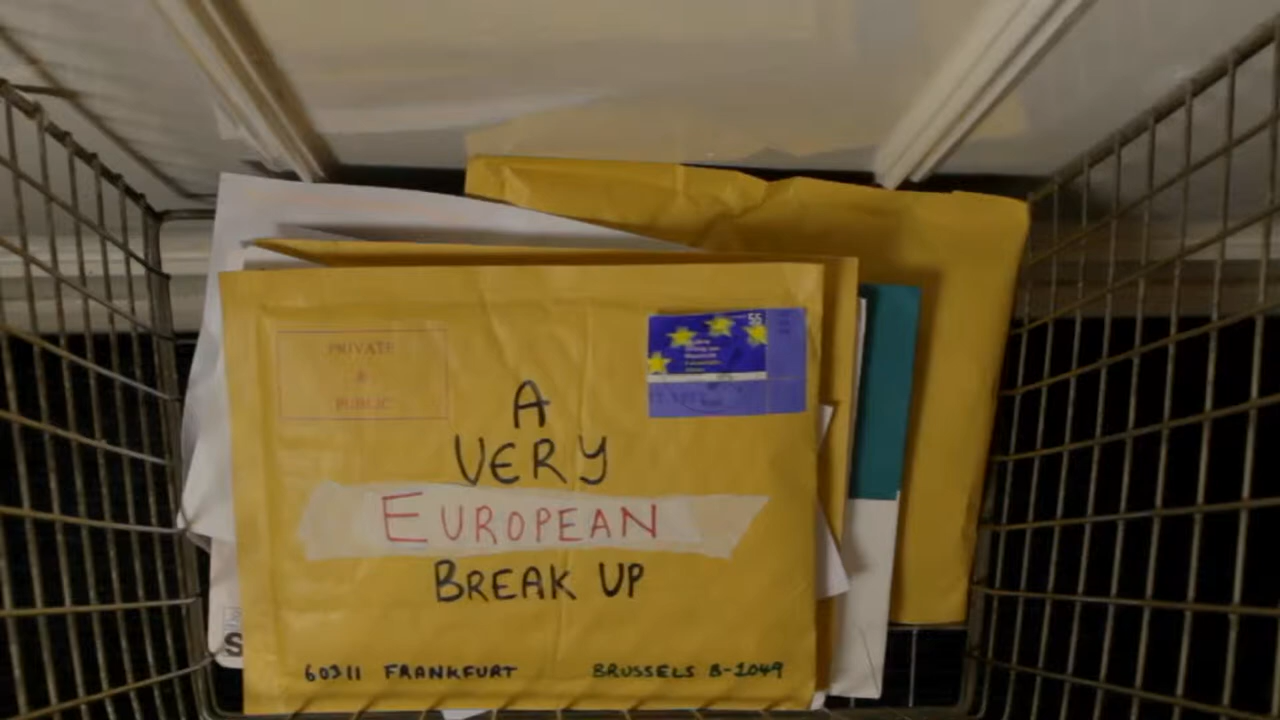 PRIVATE
&
PUBLIC
55
A
VERY
EUROPEAN
BREAK UP
S
60311 FRANKFURT
BRUSSELS B-1049